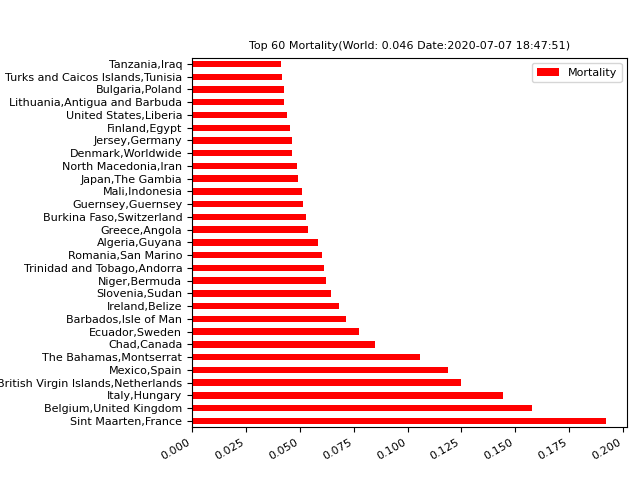 Top 60 Mortality(World: 0.046 Date:2020-07-07 18:47:51)
Mortality
Tanzania,Iraq
Turks and Caicos Islands,Tunisia
Bulgaria,Poland
Lithuania,Antigua and Barbuda
United States,Liberia
Finland,Egypt
Jersey,Germany
Denmark,Worldwide
North Macedonia,Iran
Japan,The Gambia
Mali,Indonesia
Guernsey,Guernsey
Burkina Faso,Switzerland
Greece,Angola
Algeria,Guyana
Romania,San Marino
Trinidad and Tobago,Andorra
Niger,Bermuda
Slovenia,Sudan
Ireland,Belize
Barbados,Isle of Man
Ecuador,Sweden
Chad,Canada
The Bahamas,Montserrat
Mexico,Spain
British Virgin Islands,Netherlands
Italy,Hungary
Belgium,United Kingdom
Sint Maarten,France
0.000 0.025 0.050 0.075 0.100 0.125 0.150 0.175 0.200